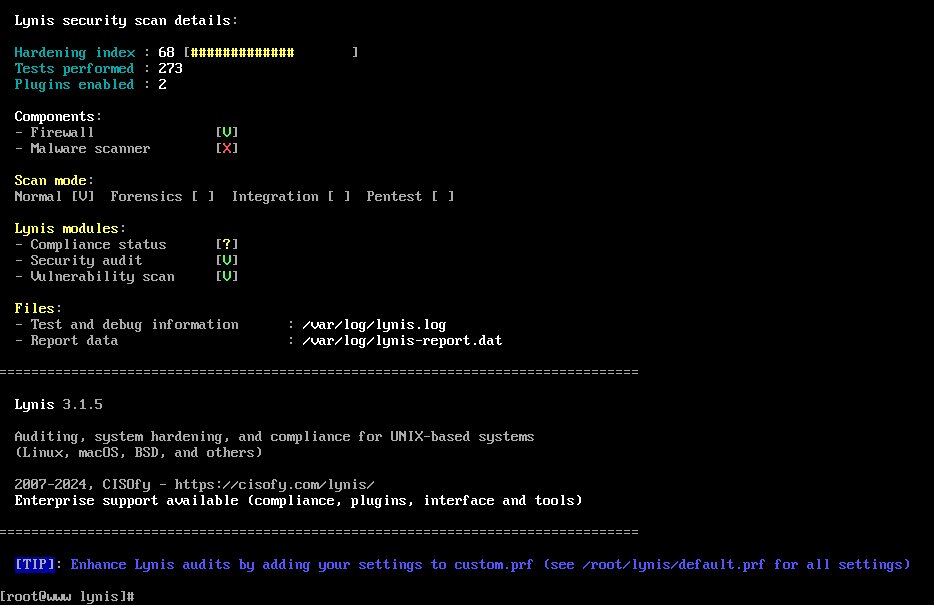 Lynis security scan details:
Hardening index : 68 [#############       ]
Tests performed : 273
Plugins enabled : 2
Components:
- Firewall               [V]
- Malware scanner        [X]
Scan mode:
Normal [V]  Forensics [ ]  Integration [ ]  Pentest [ ]
Lynis modules:
- Compliance status      [?]
- Security audit         [V]
- Vulnerability scan     [V]
Files:
- Test and debug information      : /var/log/lynis.log
- Report data                     : /var/log/lynis-report.dat
================================================================================
Lynis 3.1.5
Auditing, system hardening, and compliance for UNIX-based systems
(Linux, macOS, BSD, and others)
2007-2024, CISOfy - https://cisofy.com/lynis/
Enterprise support available (compliance, plugins, interface and tools)
================================================================================
[TIP]: Enhance Lynis audits by adding your settings to custom.prf (see /root/lynis/default.prf for all settings)
[root@www lynis]#